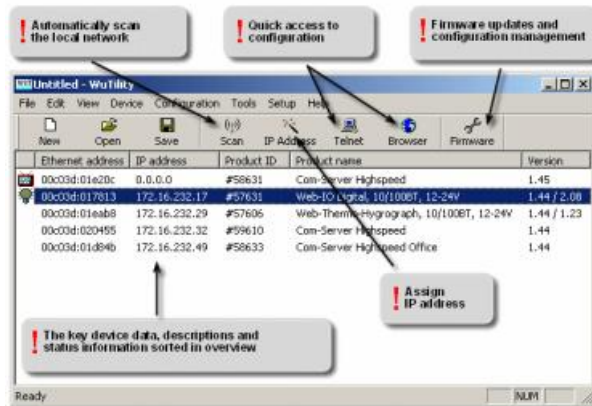 ! Automatically scan
the local network
! Quick access to
configuration
! Firmware updates and
configuration management
Untitled - WuTility
File Edit View Device Configuration Tools Setup Help
New Open Save Scan IP Address Telnet Browser Firmware
Ethernet address IP address Product ID Product name Version
00c03d:01e20c 0.0.0.0 #58631 Com-Server Highspeed 1.45
00c03d:017813 172.16.232.17 #57631 Web-IO Digital, 10/100BT, 12-24V 1.44 / 2.08
00c03d:01eab8 172.16.232.29 #57606 Web-Thermo-Hygrograph, 10/100BT, 12-24V 1.44 / 1.23
00c03d:020455 172.16.232.32 #59610 Com-Server Highspeed 1.44
00c03d:01d84b 172.16.232.49 #58633 Com-Server Highspeed Office 1.44
! Assign
IP address
! The key device data, descriptions and
status information sorted in overview
Ready NUM